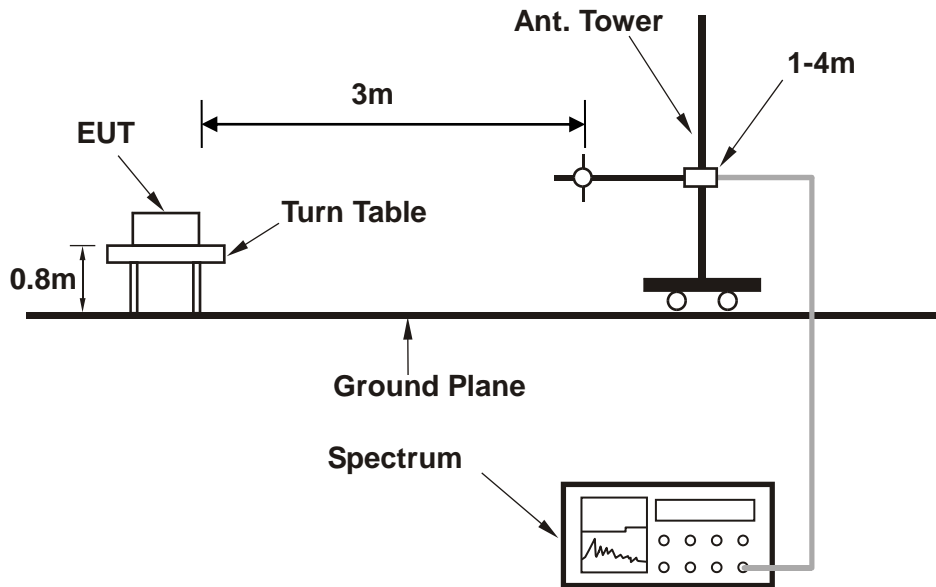 Ant. Tower
1-4m
3m
EUT
Turn Table
0.8m
Ground Plane
Spectrum